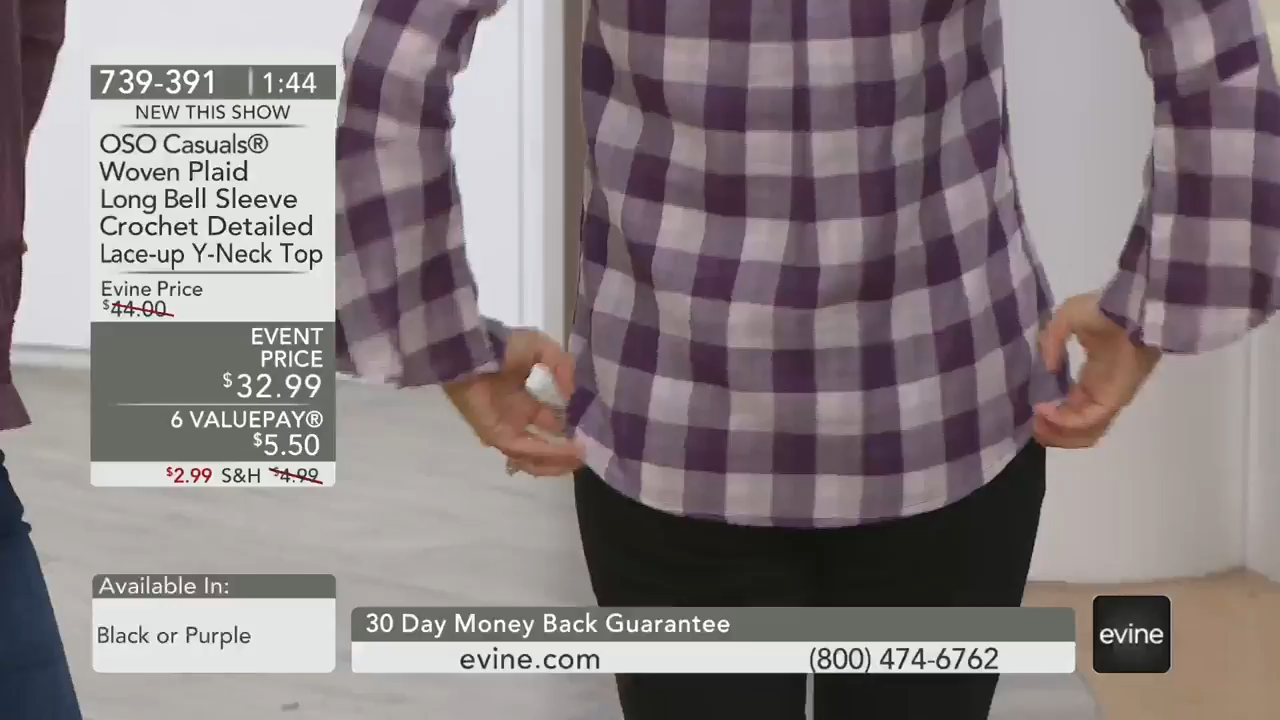 739-391 | 1:44
NEW THIS SHOW
OSO Casuals®
Woven Plaid
Long Bell Sleeve
Crochet Detailed
Lace-up Y-Neck Top
Evine Price
$44.00
EVENT
PRICE
$32.99
6 VALUEPAY®
$5.50
$2.99 S&H $4.99
Available In:
Black or Purple
30 Day Money Back Guarantee
evine.com (800) 474-6762
evine